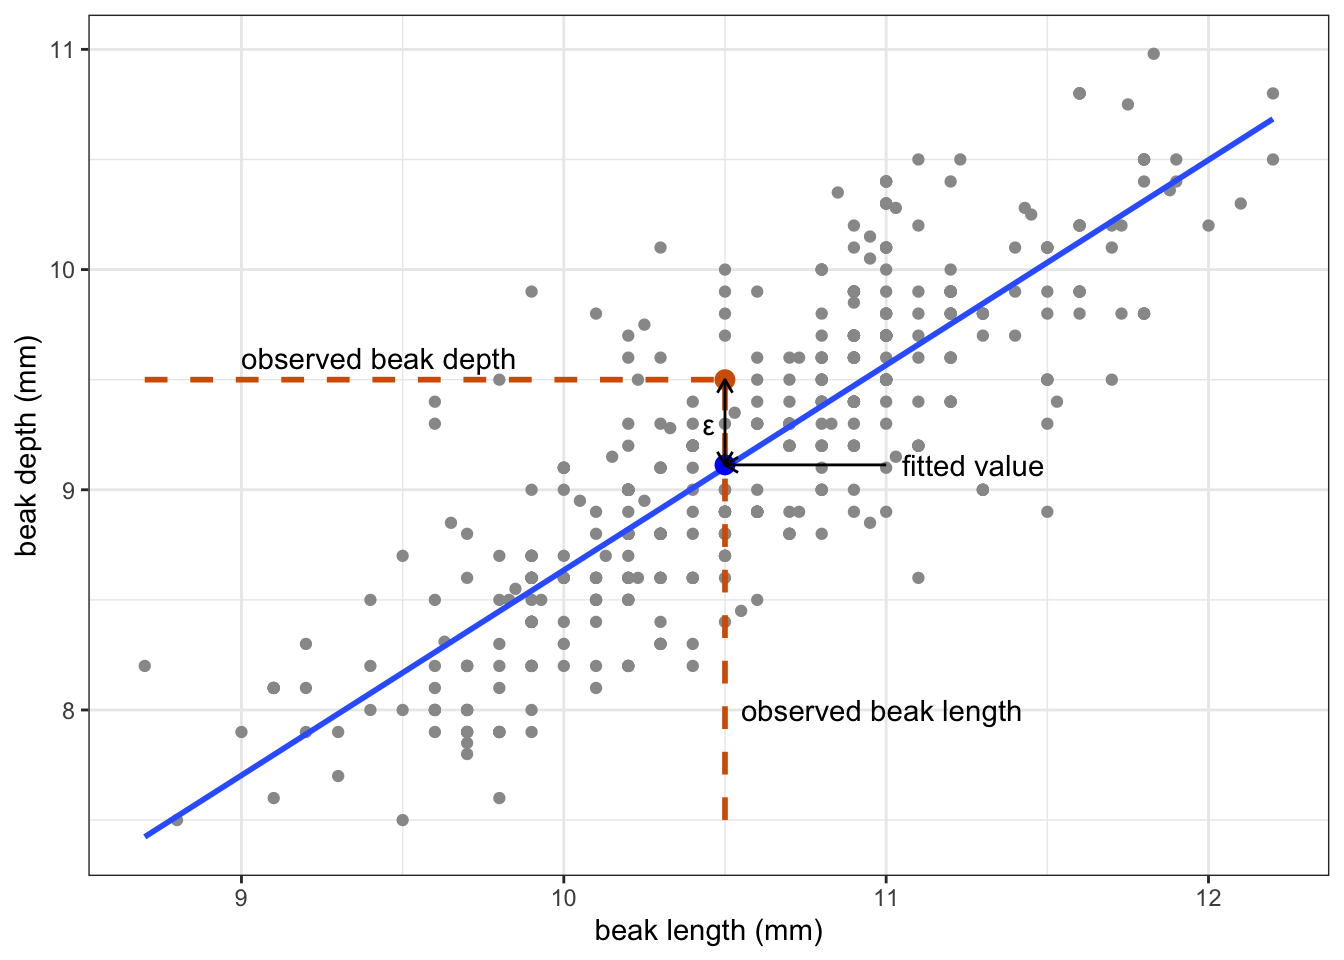 11
10
9
8
beak depth (mm)
observed beak depth
ε
fitted value
observed beak length
9
10
11
12
beak length (mm)